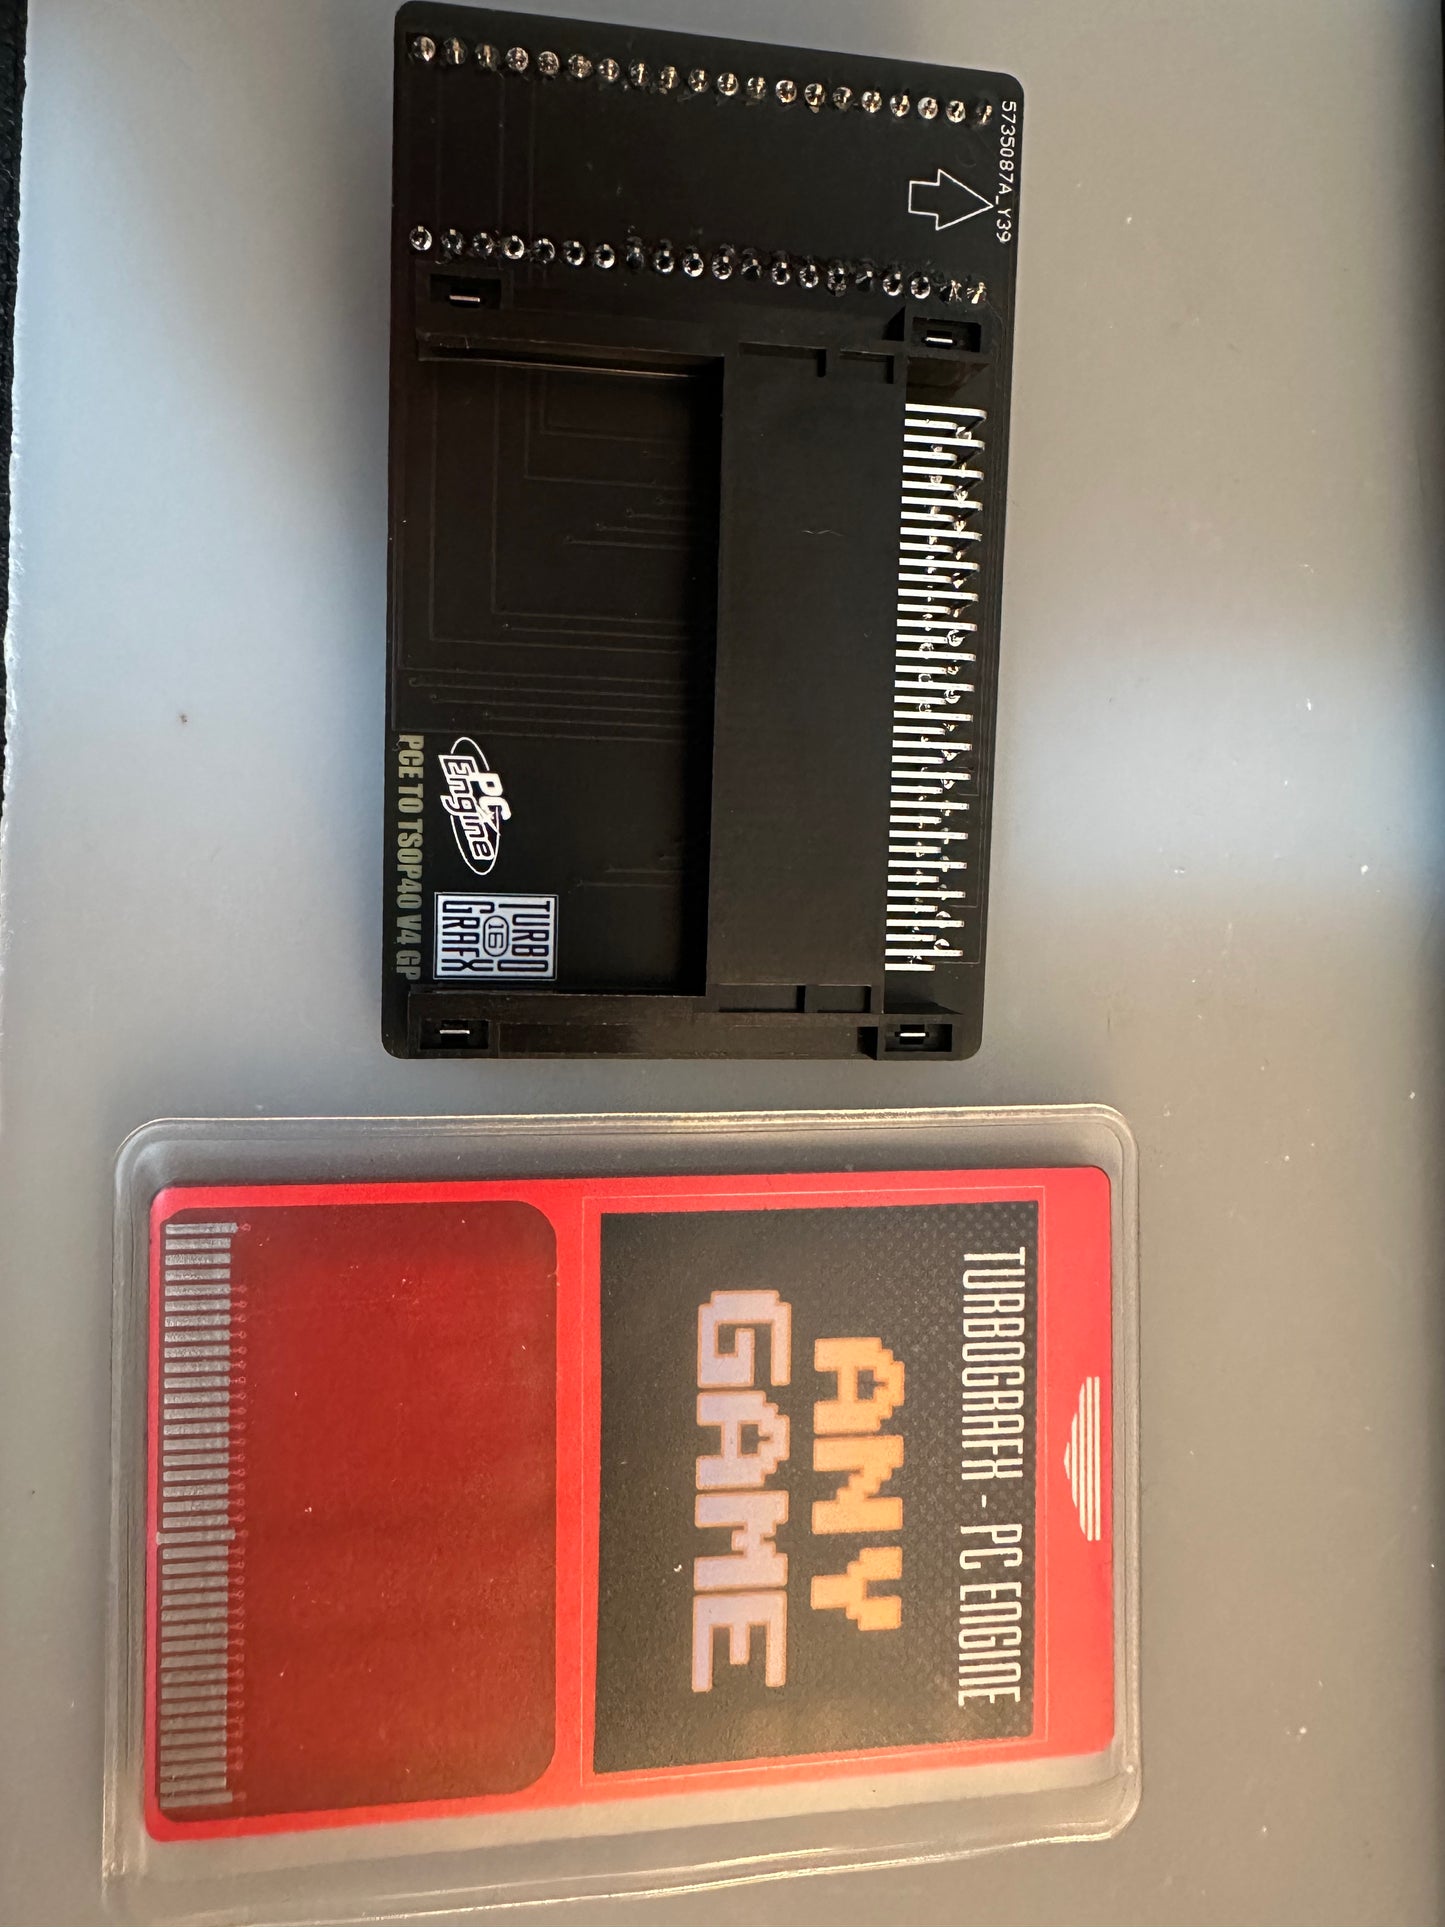 5735087A_Y39
PC
Engine
TURBO
16
GRAFX
PCE TO TSOP40 V4 GP
TURBOGRAFX - PC ENGINE
ANY
GAME